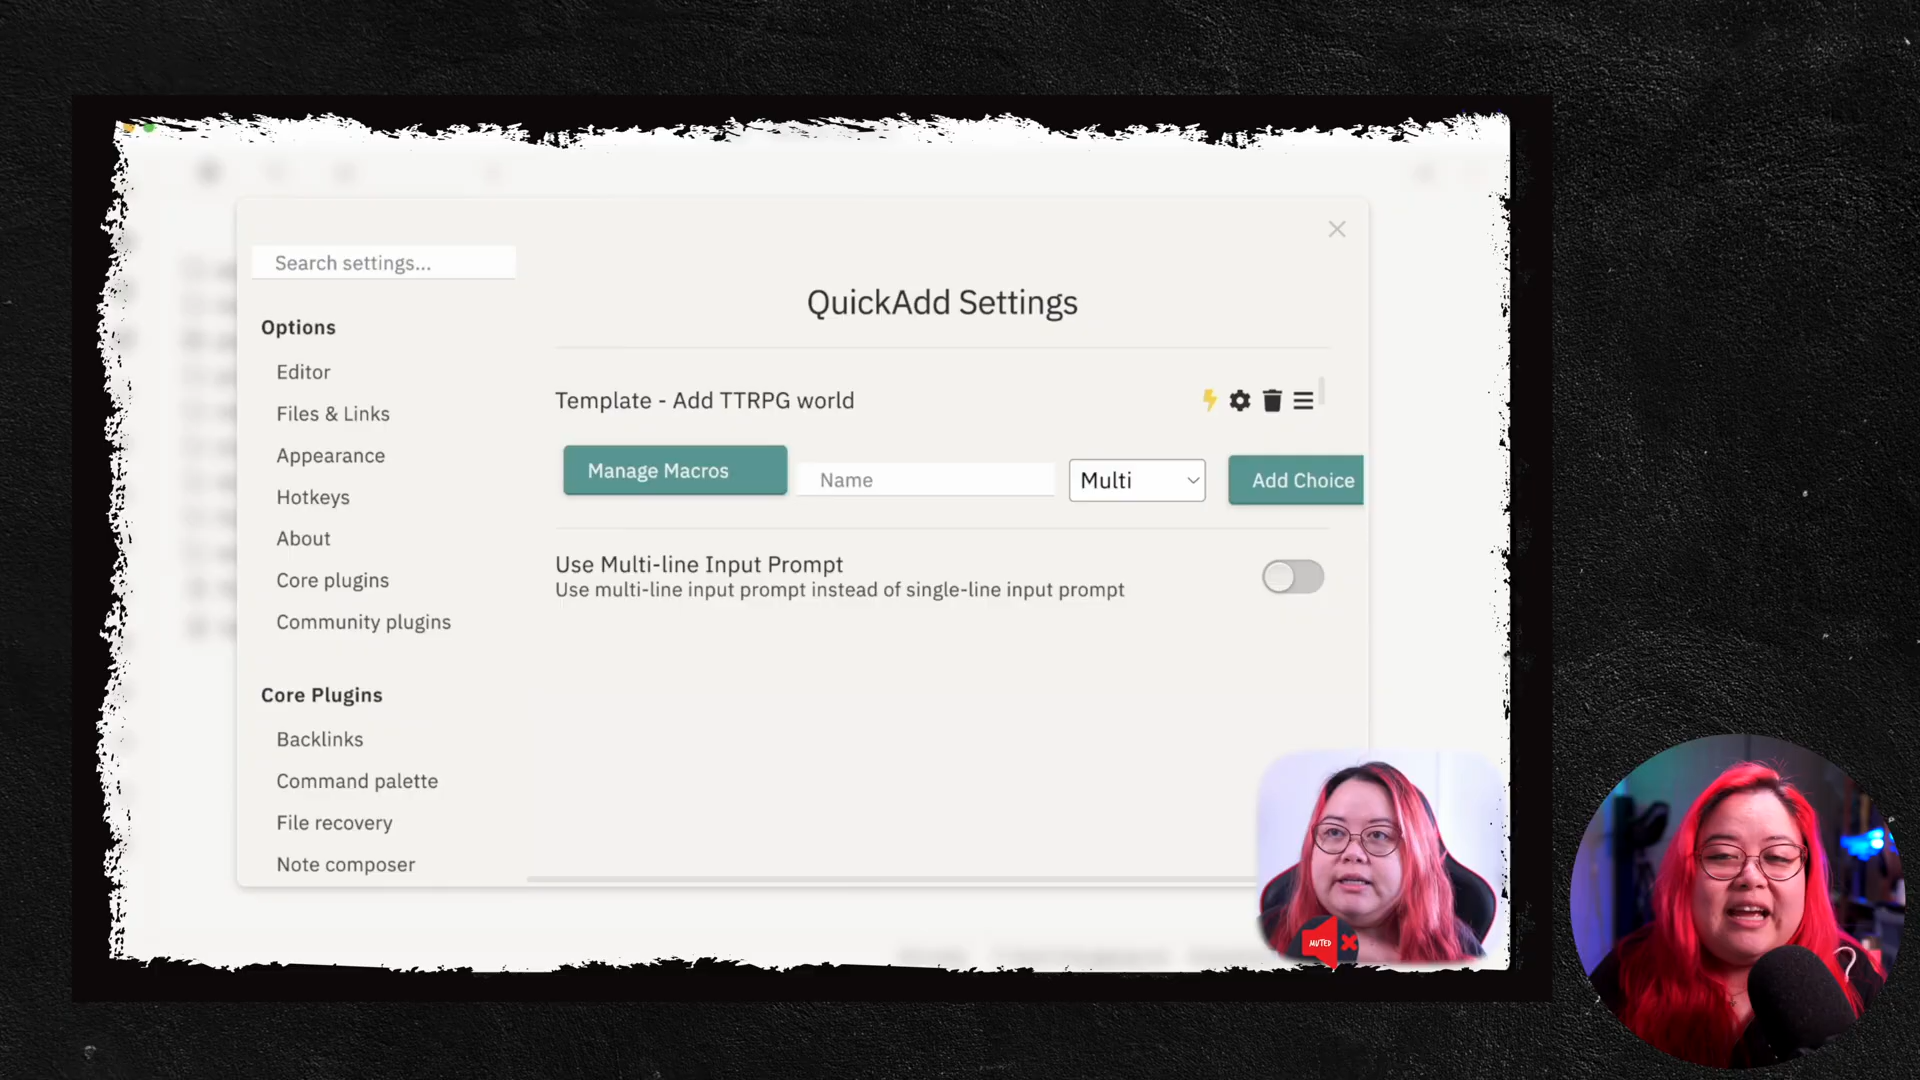 Search settings...
QuickAdd Settings
Options
Editor
Files & Links
Appearance
Hotkeys
About
Core plugins
Community plugins
Core Plugins
Backlinks
Command palette
File recovery
Note composer
Template - Add TTRPG world
Manage Macros
Name
Multi
Add Choice
Use Multi-line Input Prompt
Use multi-line input prompt instead of single-line input prompt
MUTED